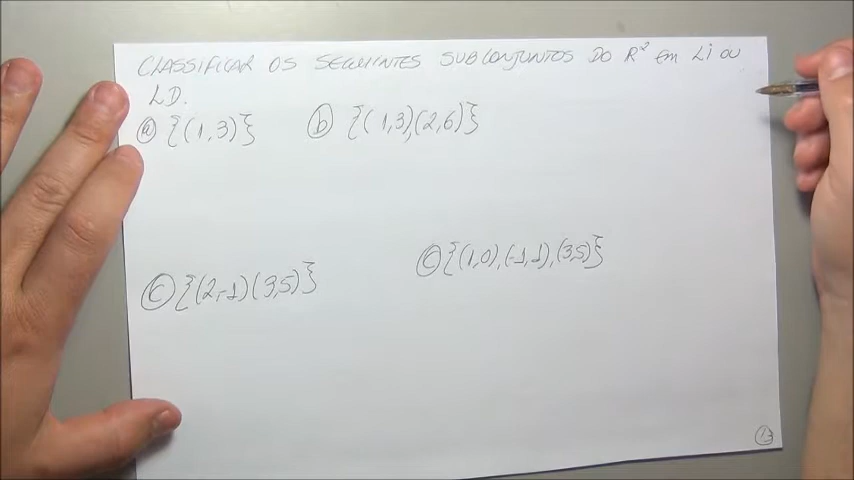 CLASSIFICAR OS SEGUINTES SUBCONJUNTOS DO R² em Li ou
LD.
ⓐ {(1,3)} ⓑ {(1,3),(2,6)}
ⓒ {(2,-1)(3,5)} ⓒ {(1,0),(-1,1),(3,5)}
13